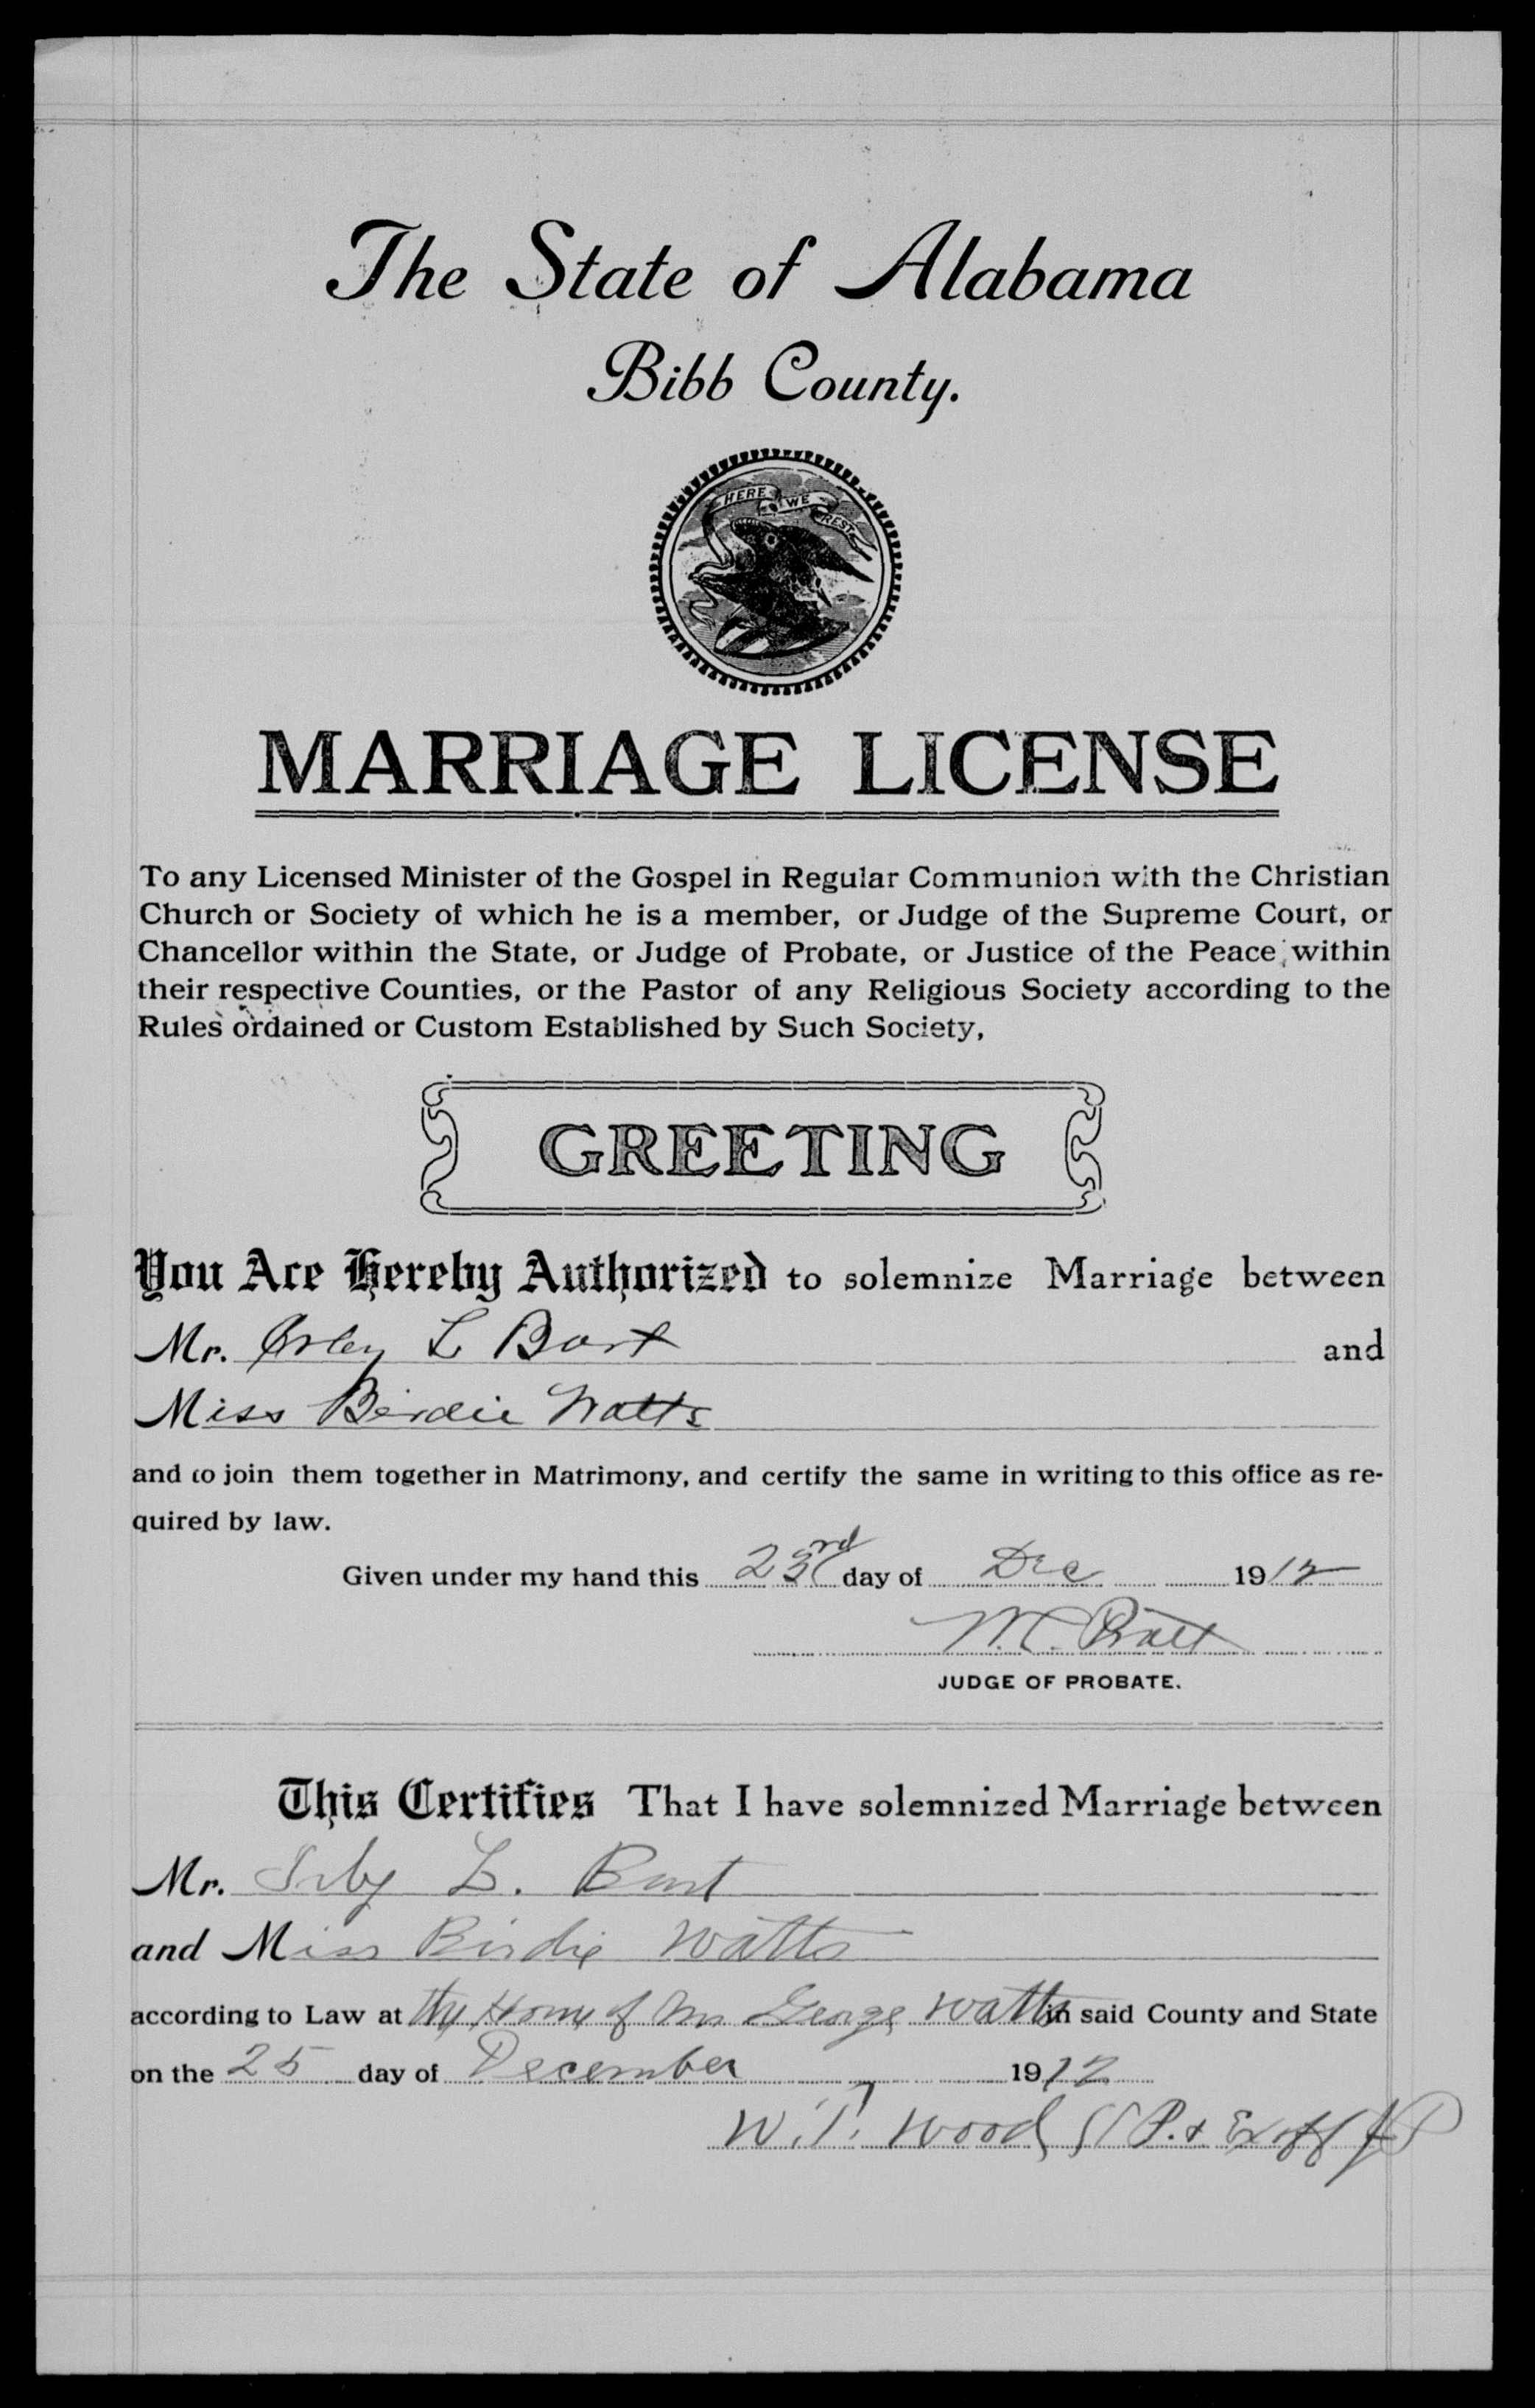 The State of Alabama
Bibb County.
HERE WE REST
MARRIAGE LICENSE
To any Licensed Minister of the Gospel in Regular Communion with the Christian
Church or Society of which he is a member, or Judge of the Supreme Court, or
Chancellor within the State, or Judge of Probate, or Justice of the Peace within
their respective Counties, or the Pastor of any Religious Society according to the
Rules ordained or Custom Established by Such Society,
GREETING
You Are Hereby Authorized to solemnize Marriage between
Mr. L and
Miss Birdie Watts
and to join them together in Matrimony, and certify the same in writing to this office as re-
quired by law.
Given under my hand this 23rd day of Dec 1912
JUDGE OF PROBATE.
This Certifies That I have solemnized Marriage between
Mr. Irby L.
and Miss Birdie Watts
according to Law at the Home of George Watts in said County and State
on the 25 day of December 1912
W. T. Wood P. & Exoff JP